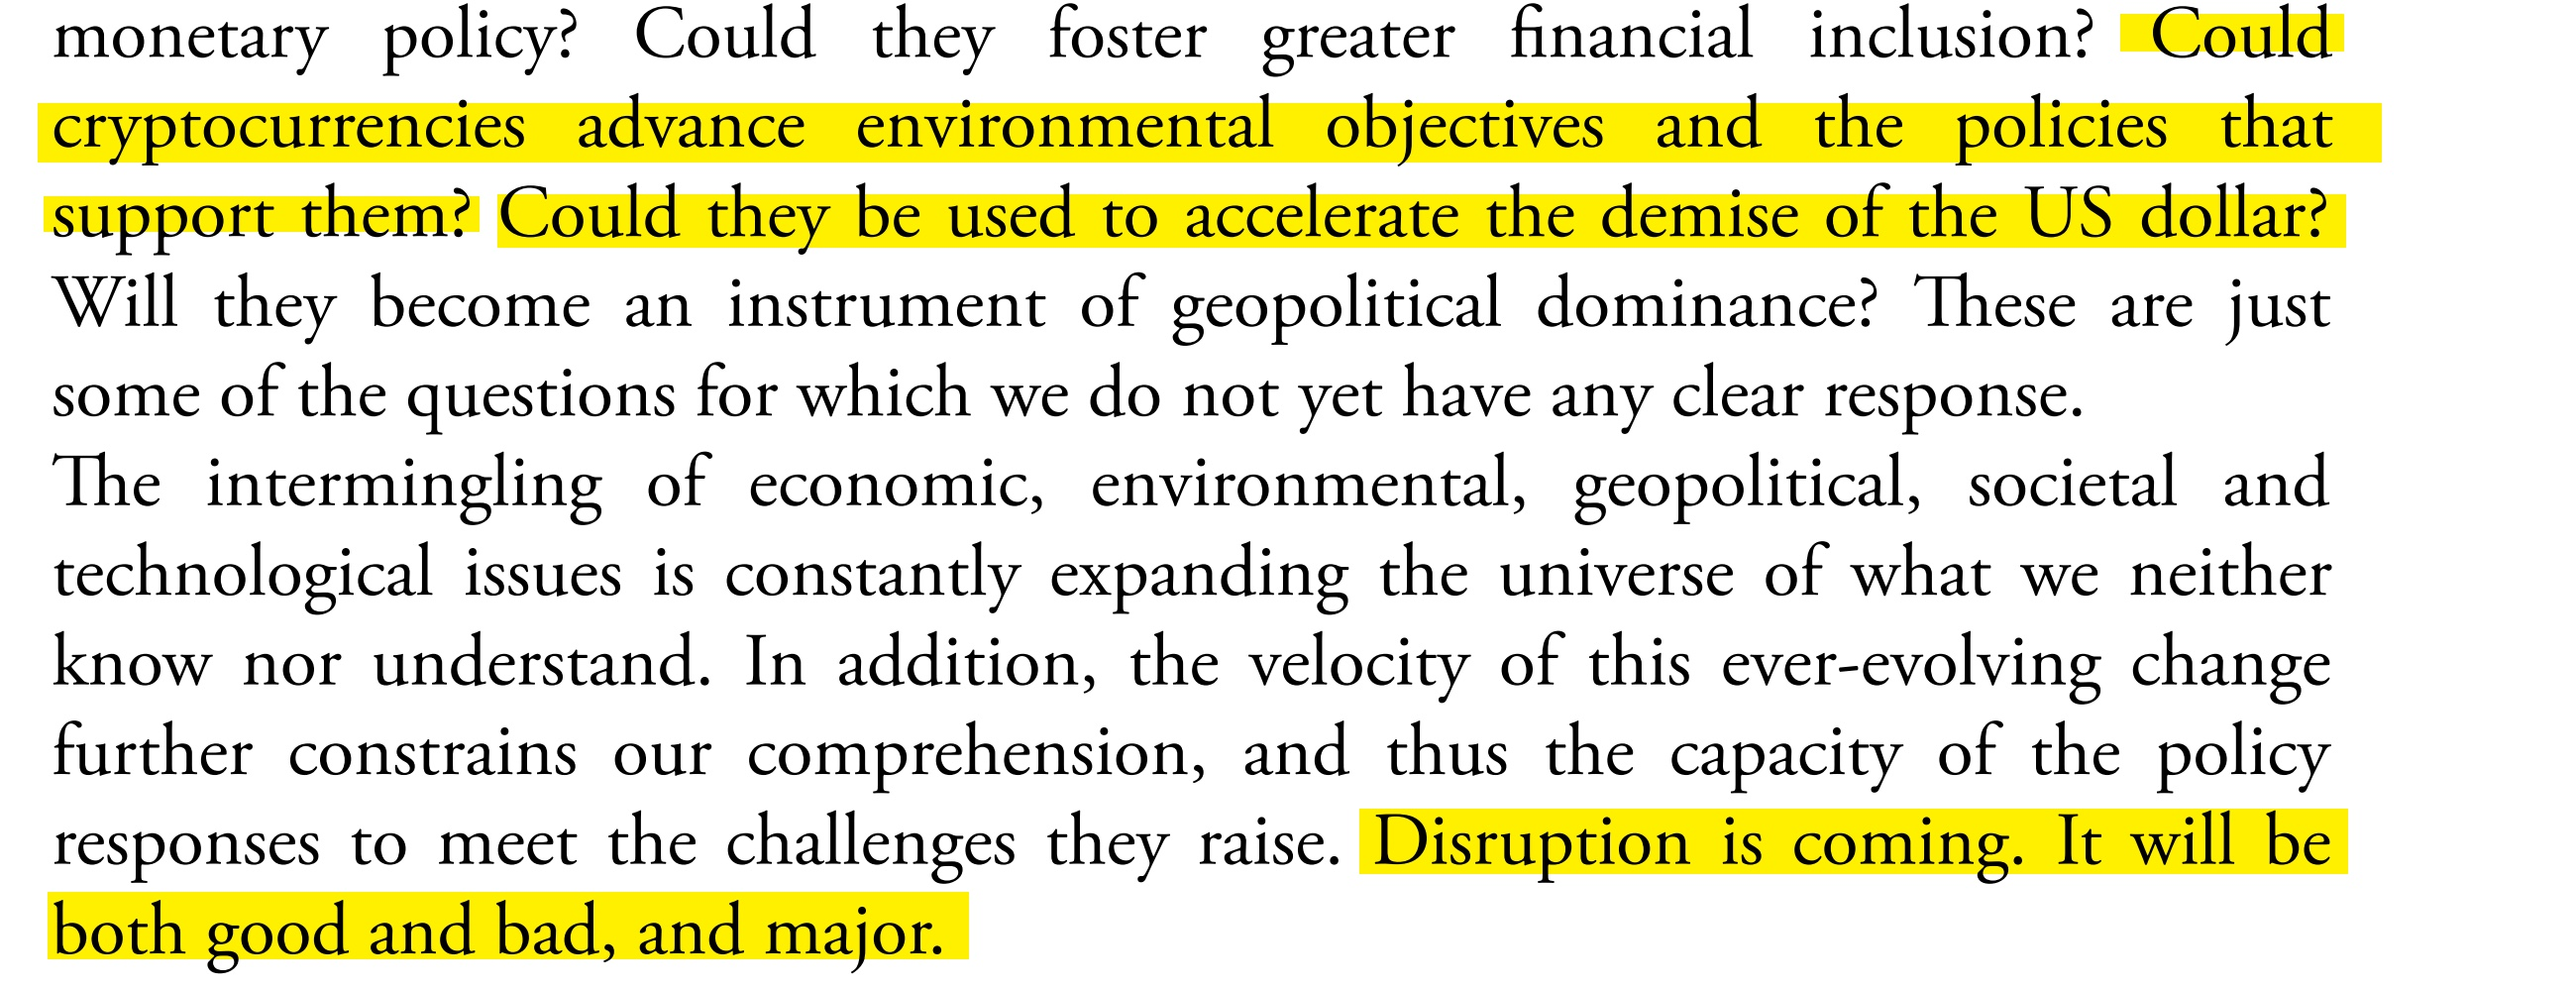 monetary policy? Could they foster greater financial inclusion? Could
cryptocurrencies advance environmental objectives and the policies that
support them? Could they be used to accelerate the demise of the US dollar?
Will they become an instrument of geopolitical dominance? These are just
some of the questions for which we do not yet have any clear response.
The intermingling of economic, environmental, geopolitical, societal and
technological issues is constantly expanding the universe of what we neither
know nor understand. In addition, the velocity of this ever-evolving change
further constrains our comprehension, and thus the capacity of the policy
responses to meet the challenges they raise. Disruption is coming. It will be
both good and bad, and major.